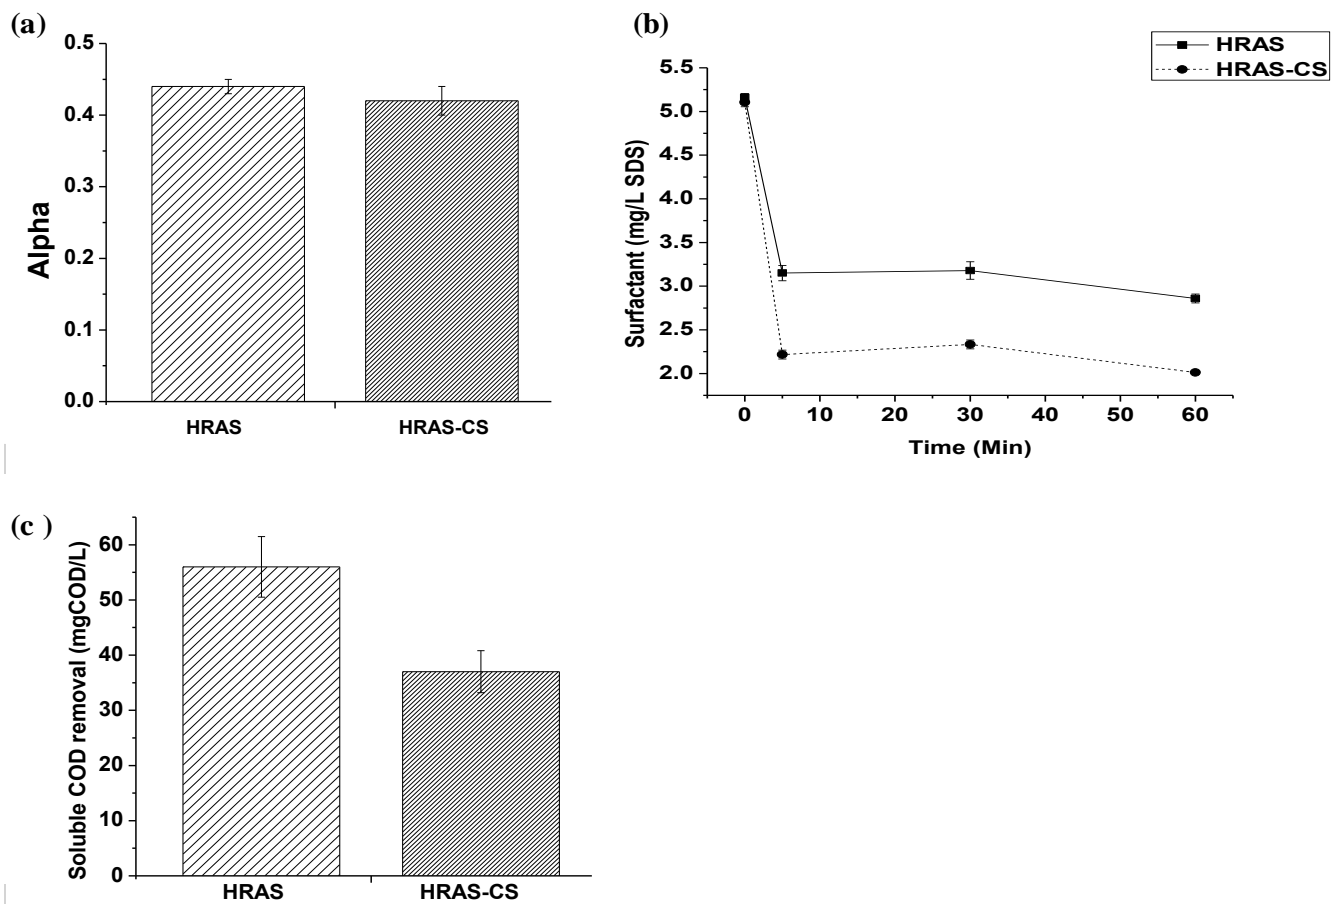 (a)
0.5
0.4
0.3
0.2
0.1
0.0
Alpha
HRAS
HRAS-CS
(b)
HRAS
HRAS-CS
5.5
5.0
4.5
4.0
3.5
3.0
2.5
2.0
Surfactant (mg/L SDS)
0
10
20
30
40
50
60
Time (Min)
(c )
60
50
40
30
20
10
0
Soluble COD removal (mgCOD/L)
HRAS
HRAS-CS